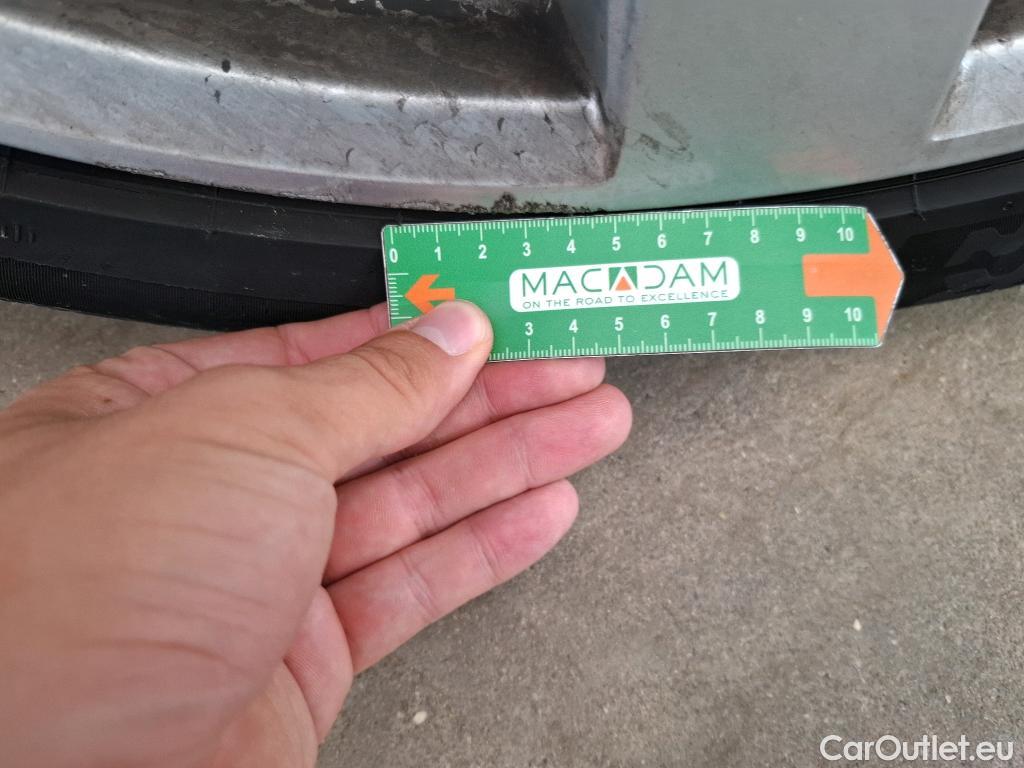 0 1 2 3 4 5 6 7 8 9 10
MACADAM
ON THE ROAD TO EXCELLENCE
3 4 5 6 7 8 9 10
CarOutlet.eu